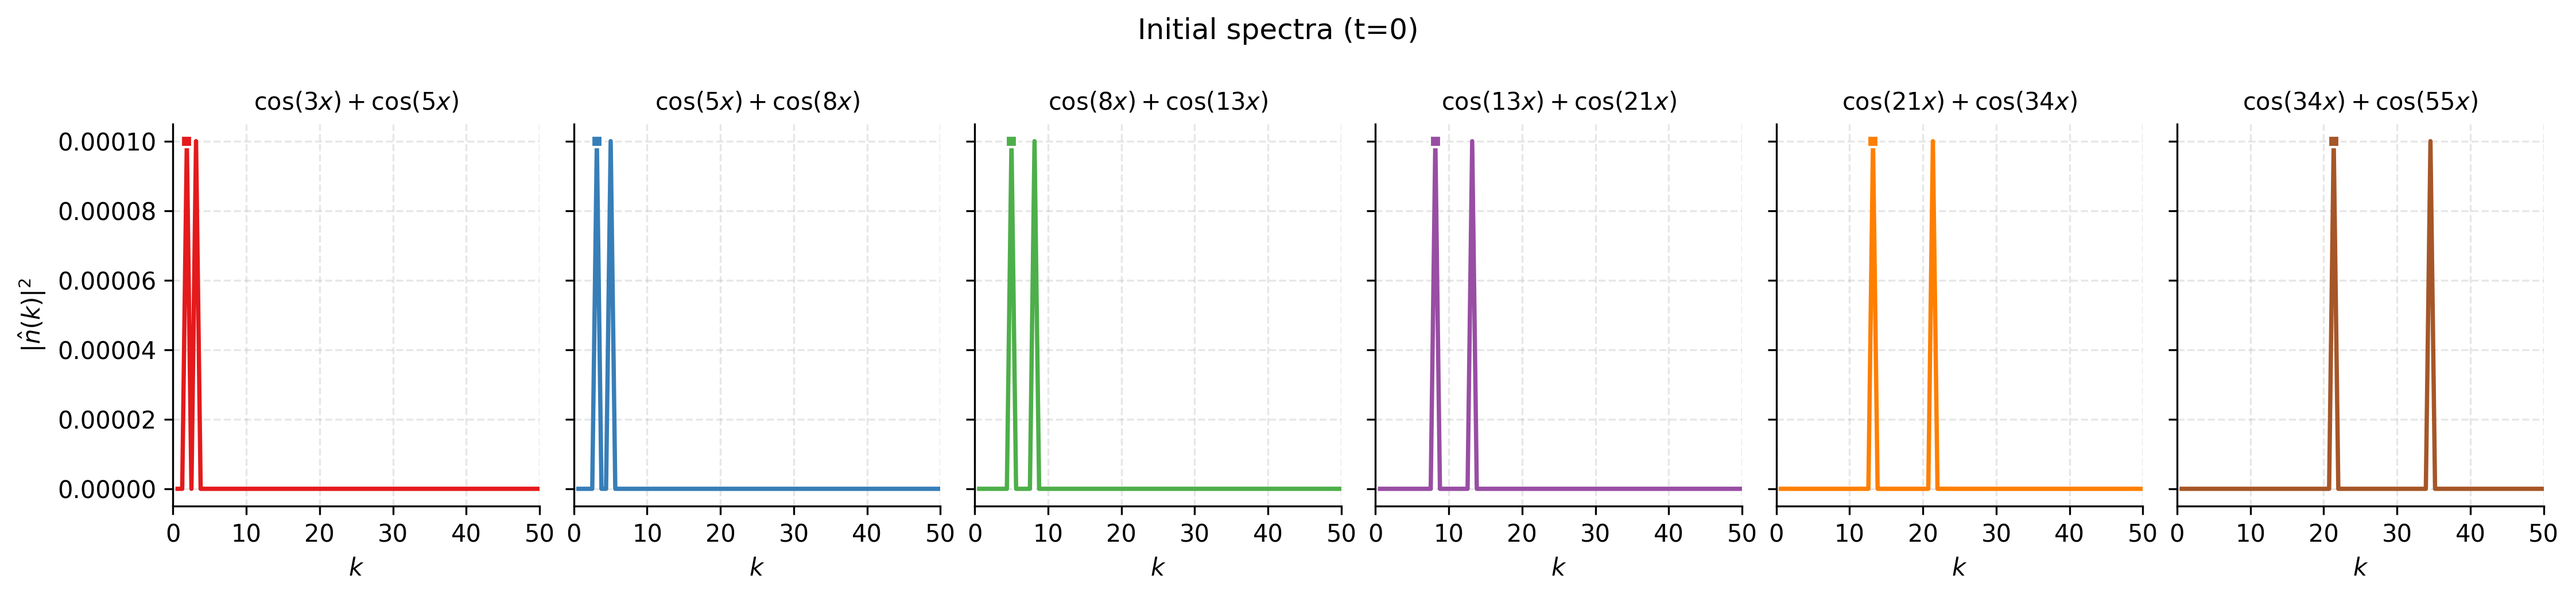 Initial spectra (t=0)
cos(3x) + cos(5x)
cos(5x) + cos(8x)
cos(8x) + cos(13x)
cos(13x) + cos(21x)
cos(21x) + cos(34x)
cos(34x) + cos(55x)
|n̂(k)|²
0.00010
0.00008
0.00006
0.00004
0.00002
0.00000
0 10 20 30 40 50
0 10 20 30 40 50
0 10 20 30 40 50
0 10 20 30 40 50
0 10 20 30 40 50
0 10 20 30 40 50
k
k
k
k
k
k